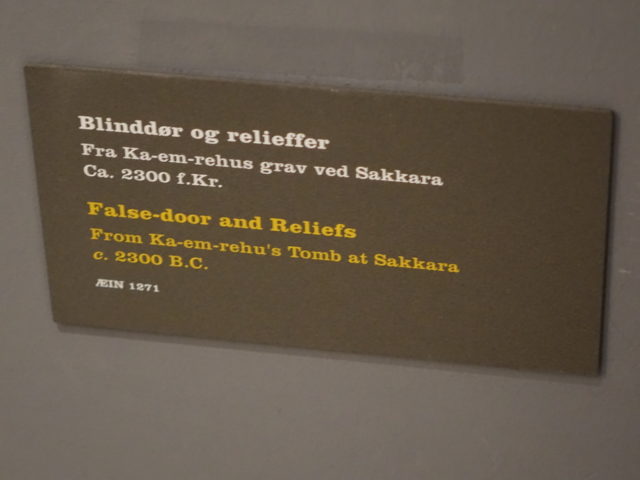 Blinddør og relieffer
Fra Ka-em-rehus grav ved Sakkara
Ca. 2300 f.Kr.
False-door and Reliefs
From Ka-em-rehu's Tomb at Sakkara
c. 2300 B.C.
ÆIN 1271